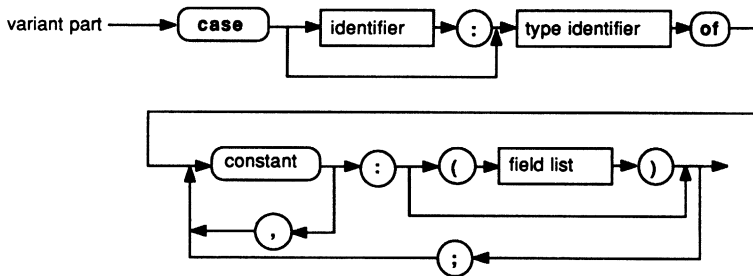 variant part case identifier : type identifier of
constant : ( field list )
,
;